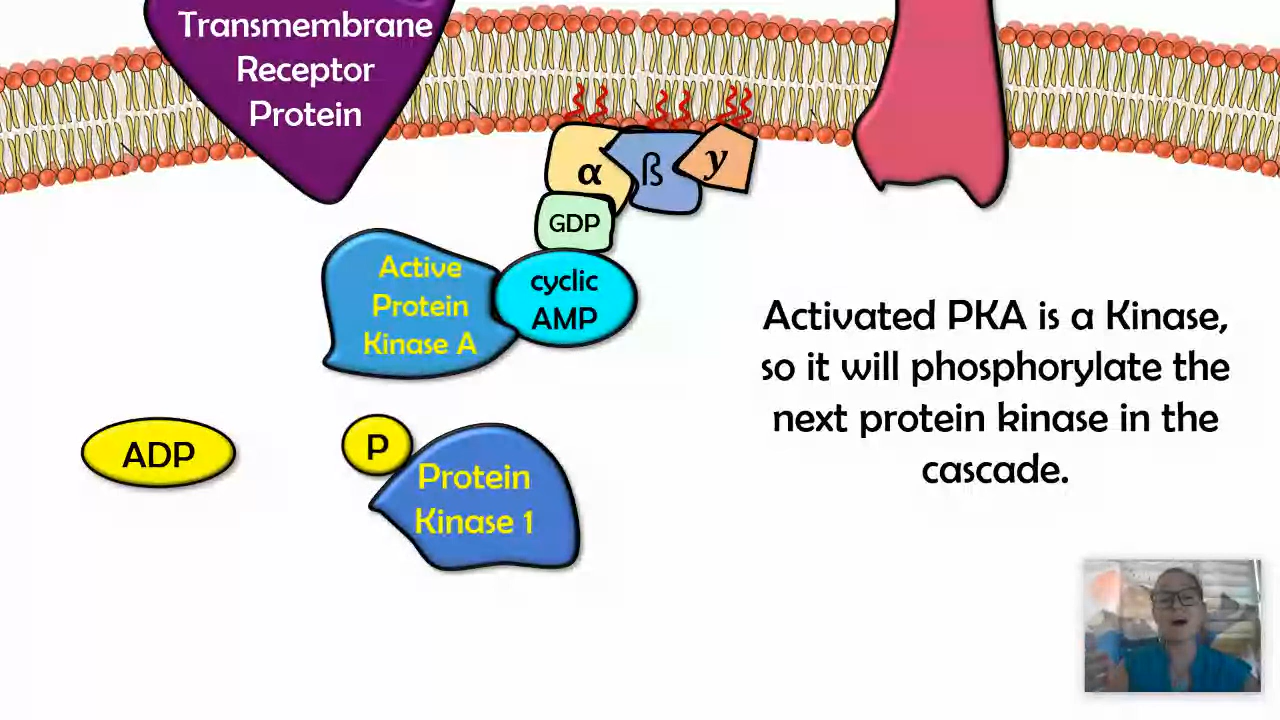 Transmembrane
Receptor
Protein
α
ß
y
GDP
cyclic
AMP
Active
Protein
Kinase A
Activated PKA is a Kinase,
so it will phosphorylate the
next protein kinase in the
cascade.
ADP
P
Protein
Kinase 1